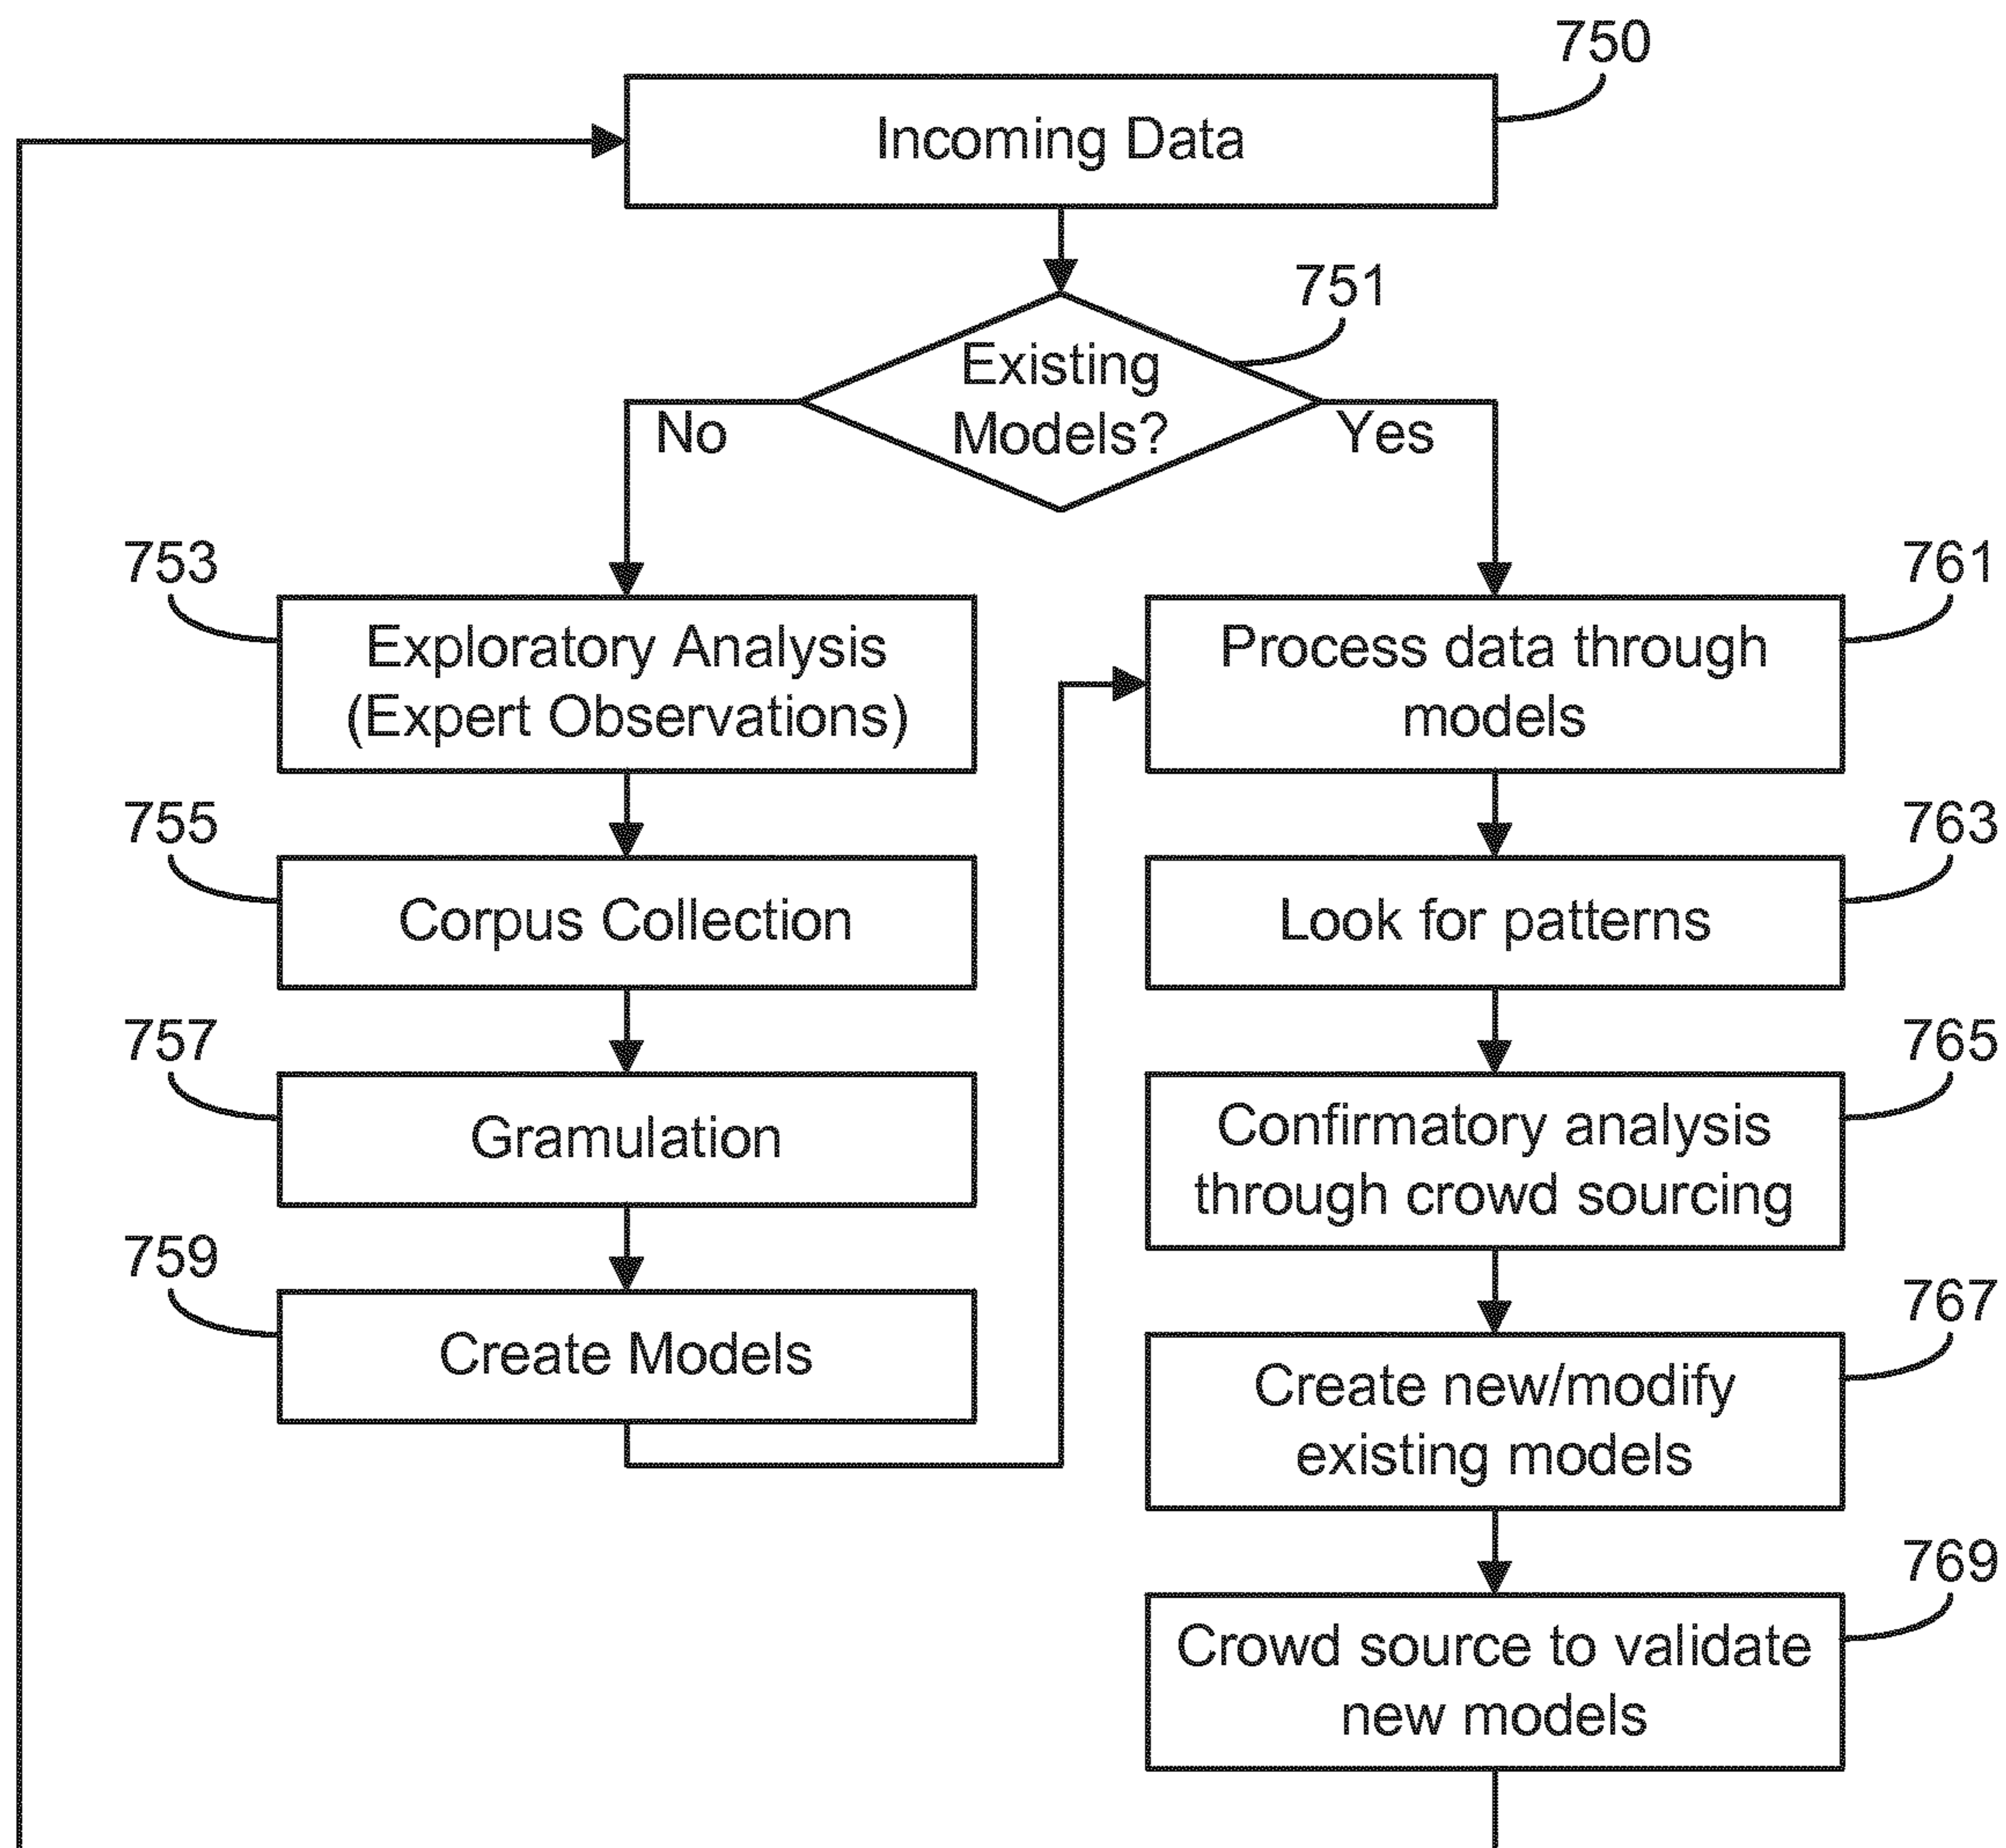 750
Incoming Data
751
Existing
Models?
No
Yes
753
Exploratory Analysis
(Expert Observations)
761
Process data through
models
755
Corpus Collection
763
Look for patterns
757
Gramulation
765
Confirmatory analysis
through crowd sourcing
759
Create Models
767
Create new/modify
existing models
769
Crowd source to validate
new models